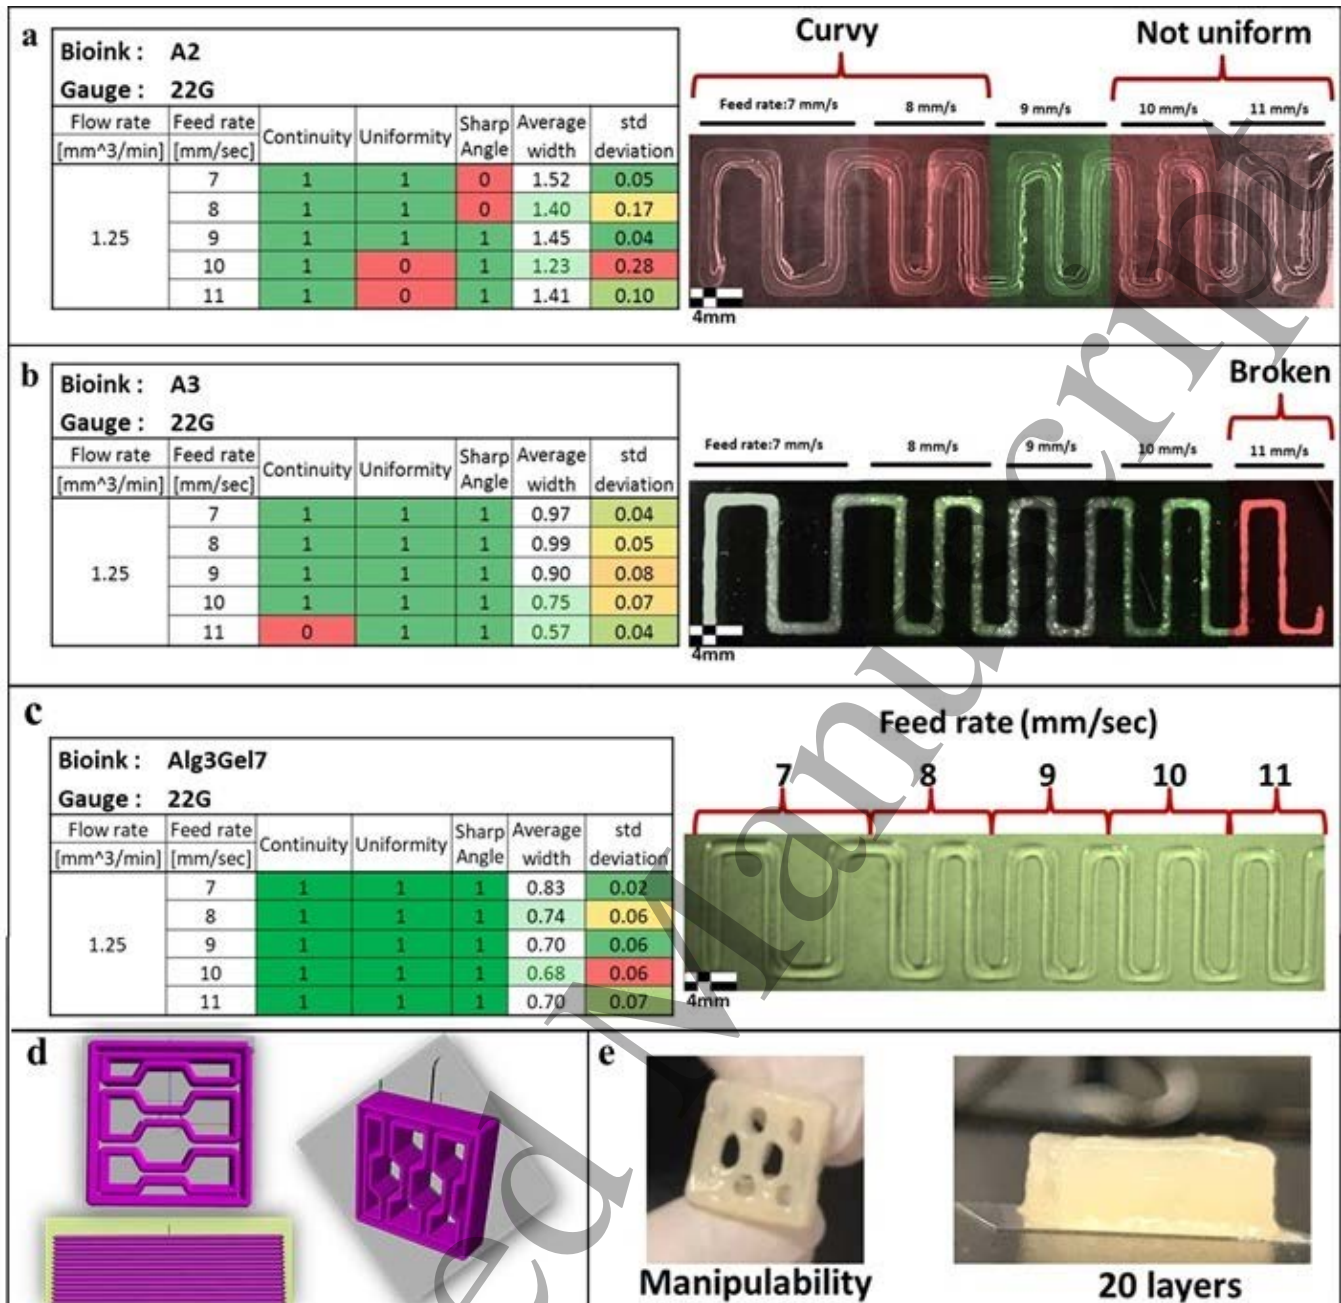 a
Bioink : A2
Gauge : 22G
Flow rate Feed rate Continuity Uniformity Sharp Angle Average width std deviation
[mm^3/min] [mm/sec]
1.25
7 1 1 0 1.52 0.05
8 1 1 0 1.40 0.17
9 1 1 1 1.45 0.04
10 1 0 1 1.23 0.28
11 1 0 1 1.41 0.10
Curvy Not uniform
Feed rate:7 mm/s 8 mm/s 9 mm/s 10 mm/s 11 mm/s
4mm
b
Bioink : A3
Gauge : 22G
Flow rate Feed rate Continuity Uniformity Sharp Angle Average width std deviation
[mm^3/min] [mm/sec]
1.25
7 1 1 1 0.97 0.04
8 1 1 1 0.99 0.05
9 1 1 1 0.90 0.08
10 1 1 1 0.75 0.07
11 0 1 1 0.57 0.04
Broken
Feed rate:7 mm/s 8 mm/s 9 mm/s 10 mm/s 11 mm/s
4mm
c
Bioink : Alg3Gel7
Gauge : 22G
Flow rate Feed rate Continuity Uniformity Sharp Angle Average width std deviation
[mm^3/min] [mm/sec]
1.25
7 1 1 1 0.83 0.02
8 1 1 1 0.74 0.06
9 1 1 1 0.70 0.06
10 1 1 1 0.68 0.06
11 1 1 1 0.70 0.07
Feed rate (mm/sec)
7 8 9 10 11
4mm
d
e
Manipulability
20 layers
ed Manuscript